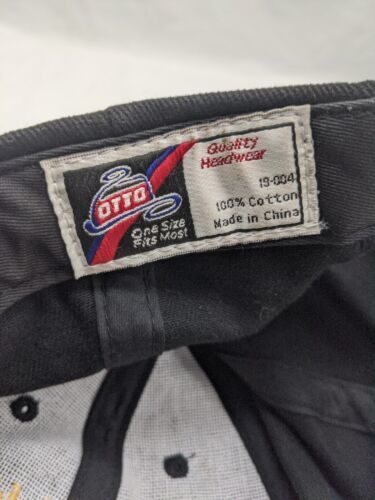 OTTO
One Size
Fits Most
Quality
Headwear
19-004
100% Cotton
Made in China